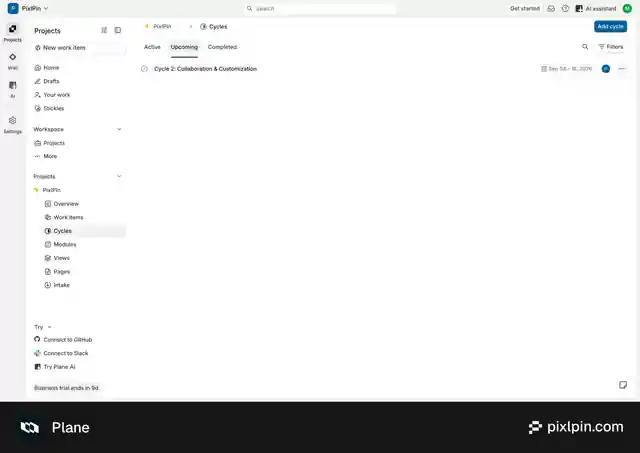 PixlPin
Search
Get started
AI assistant
M
Projects
Wiki
AI
Settings
Projects
New work item
Home
Drafts
Your work
Stickies
Workspace
Projects
More
Projects
PixlPin
Overview
Work items
Cycles
Modules
Views
Pages
Intake
Try
Connect to GitHub
Connect to Slack
Try Plane AI
Business trial ends in 9d
PixlPin > Cycles
Add cycle
Active
Upcoming
Completed
Filters
Cycle 2: Collaboration & Customization
2026
Plane
pixlpin.com